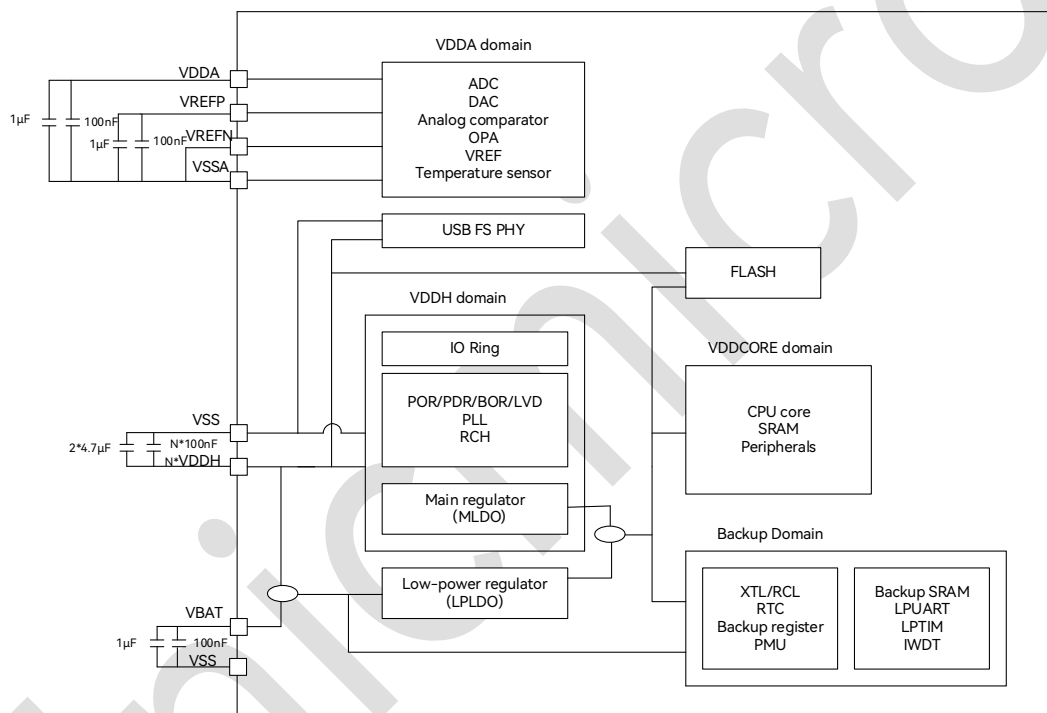 VDDA domain
VDDA
VREFP
VREFN
VSSA
1μF
100nF
1μF
100nF
ADC
DAC
Analog comparator
OPA
VREF
Temperature sensor
USB FS PHY
FLASH
VDDH domain
IO Ring
POR/PDR/BOR/LVD
PLL
RCH
Main regulator
(MLDO)
VDDCORE domain
CPU core
SRAM
Peripherals
VSS
2*4.7μF
N*100nF
N*VDDH
Low-power regulator
(LPLDO)
Backup Domain
XTL/RCL
RTC
Backup register
PMU
Backup SRAM
LPUART
LPTIM
IWDT
VBAT
1μF
100nF
VSS